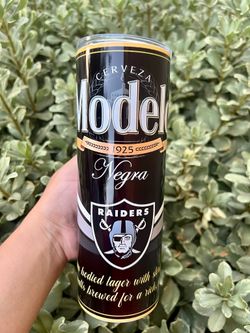 CERVEZA
Model
1925
Negra
RAIDERS
bodied lager with
brewed for a